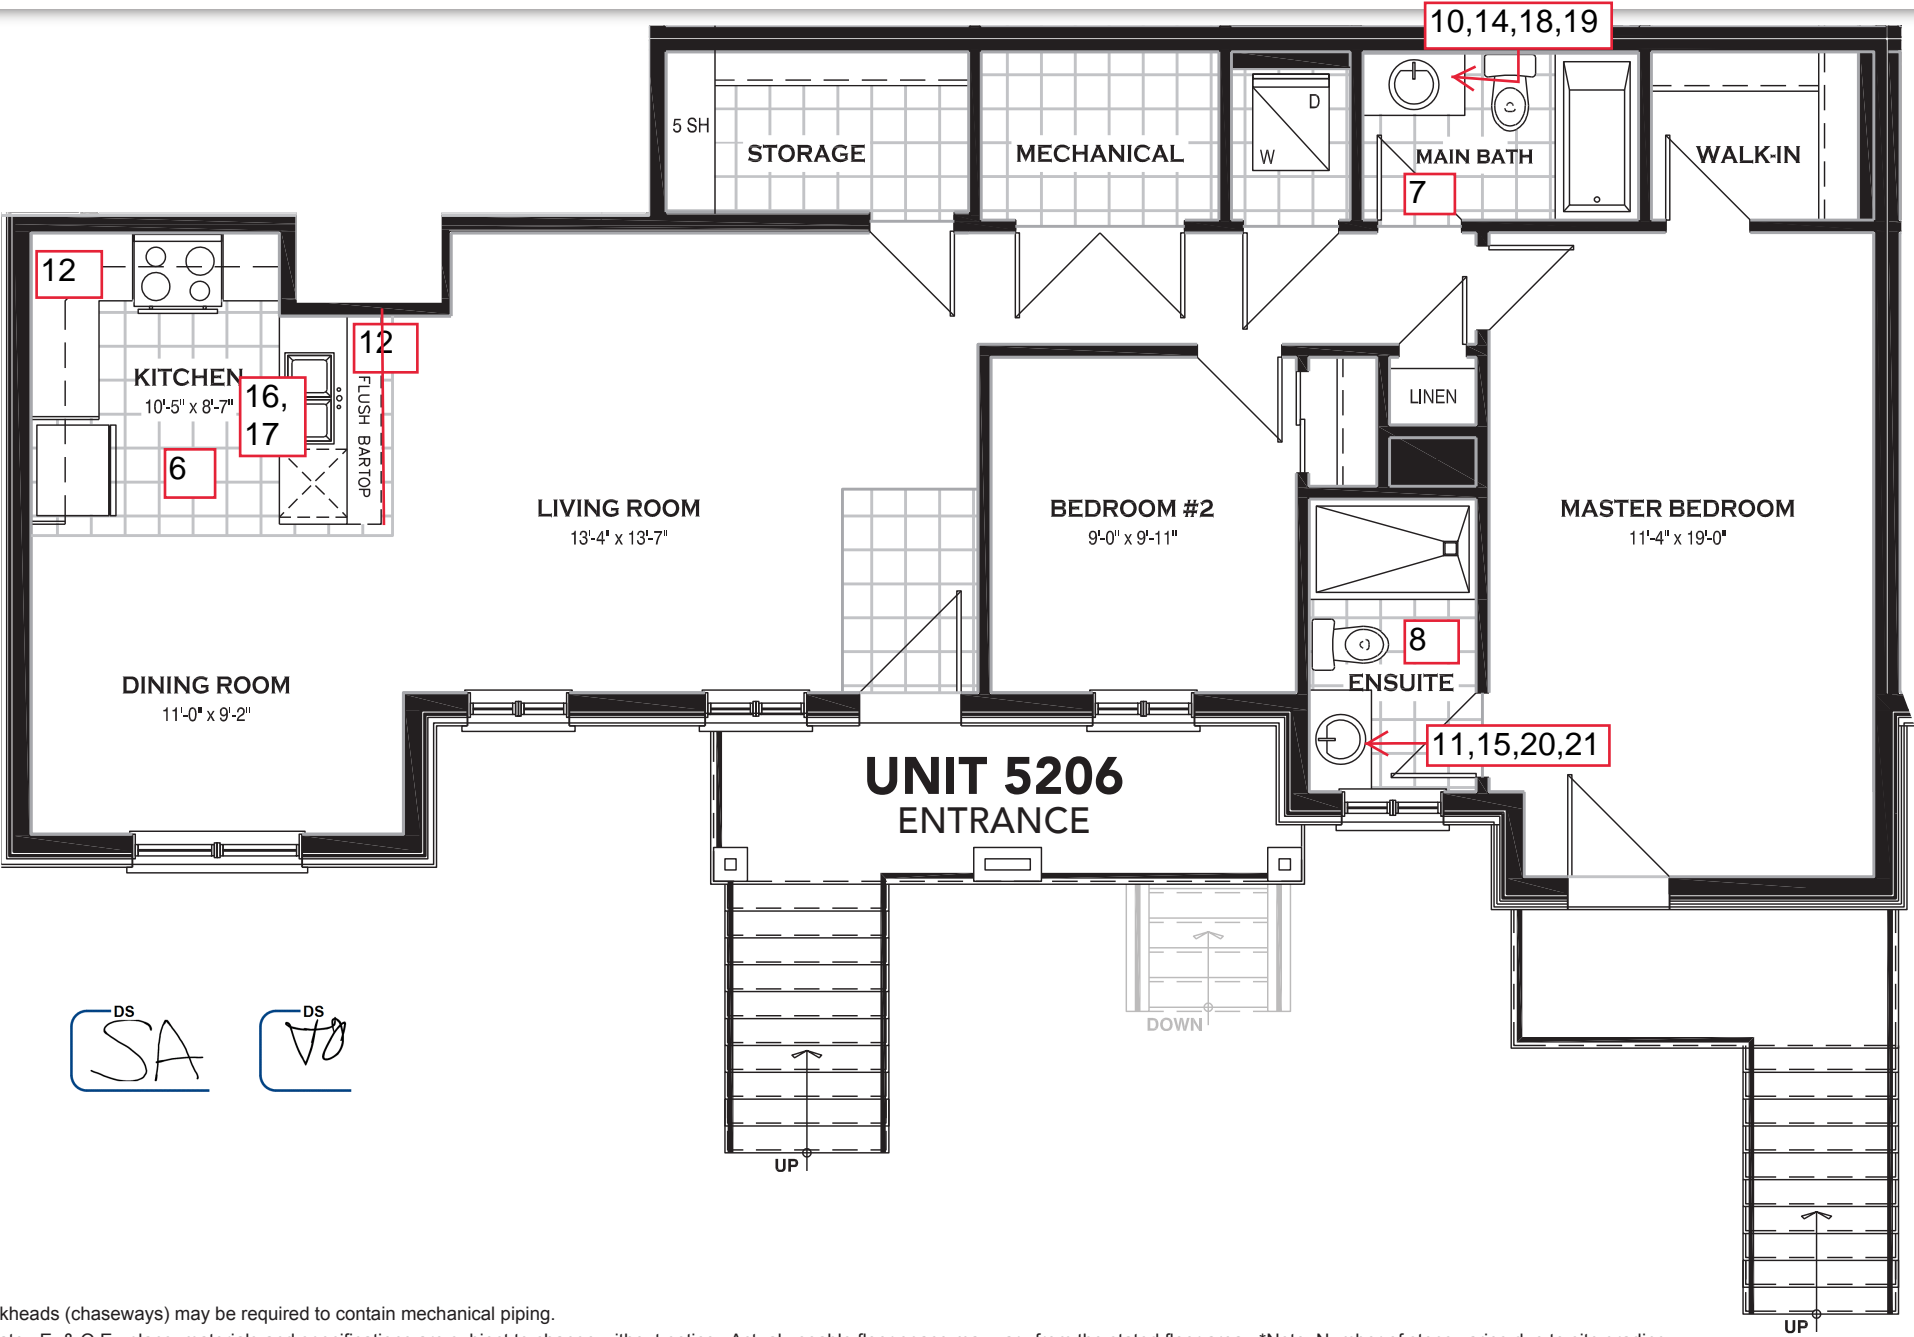 10,14,18,19
5 SH
STORAGE
MECHANICAL
D
W
MAIN BATH
7
WALK-IN
12
12
KITCHEN
10'-5" x 8'-7"
16,
17
6
FLUSH BARTOP
LINEN
LIVING ROOM
13'-4" x 13'-7"
BEDROOM #2
9'-0" x 9'-11"
MASTER BEDROOM
11'-4" x 19'-0"
8
ENSUITE
DINING ROOM
11'-0" x 9'-2"
11,15,20,21
UNIT 5206
ENTRANCE
DS
SA
DS
DOWN
UP
UP
kheads (chaseways) may be required to contain mechanical piping.